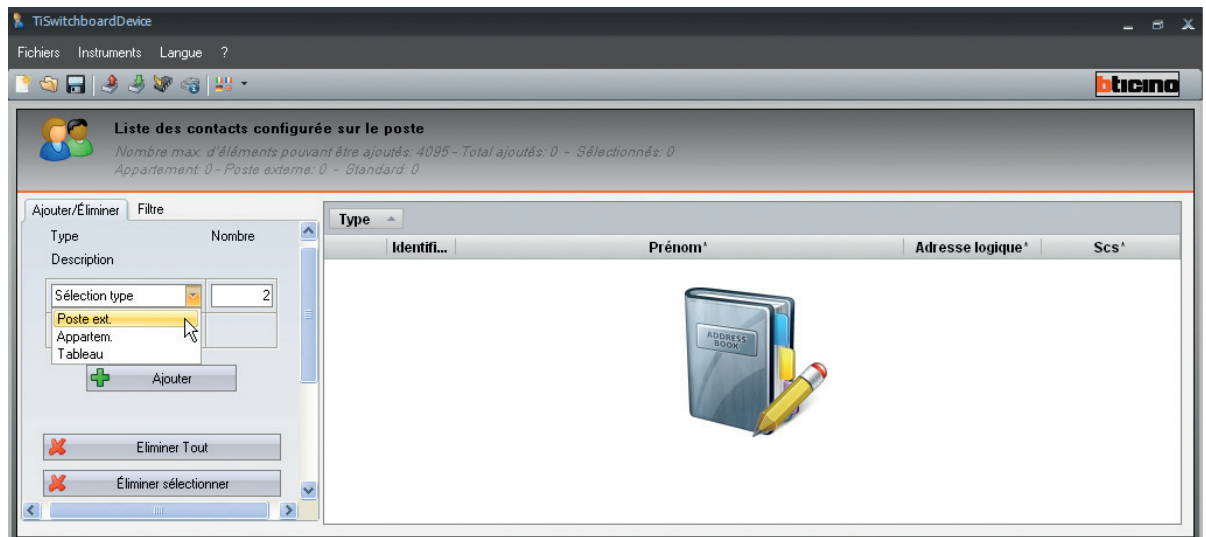 TiSwitchboardDevice
Fichiers Instruments Langue ?
bticino
Liste des contacts configurée sur le poste
Nombre max. d'éléments pouvant être ajoutés: 4095 - Total ajoutés: 0 - Sélectionnés: 0
Appartement: 0 - Poste externe: 0 - Standard: 0
Ajouter/Éliminer Filtre
Type Nombre
Description
Sélection type 2
Poste ext.
Appartem.
Tableau
Ajouter
Eliminer Tout
Éliminer sélectionner
Type
Identifi... Prénom* Adresse logique* Scs*
ADDRESS
BOOK